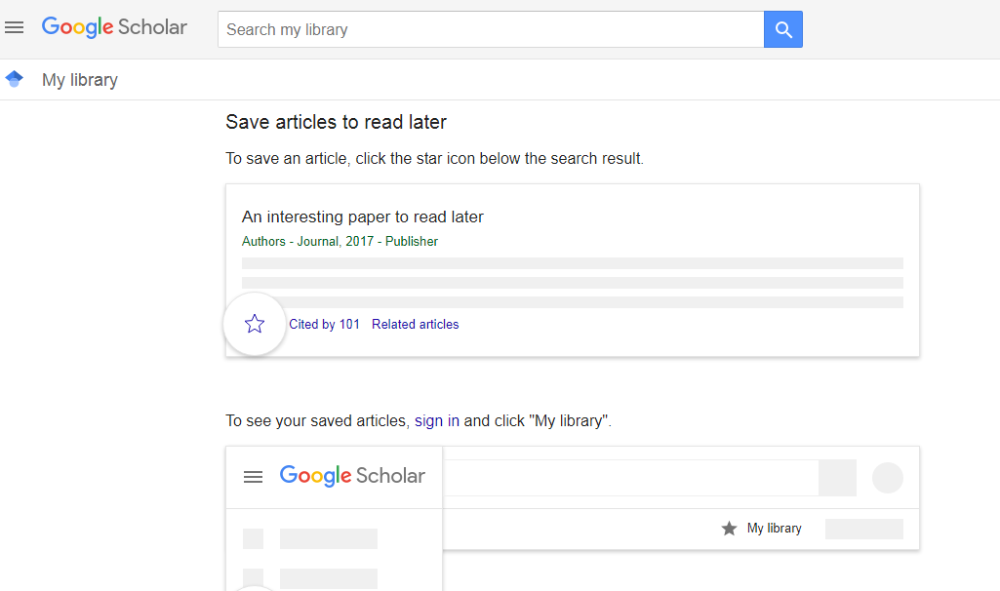 Google Scholar
Search my library
My library
Save articles to read later
To save an article, click the star icon below the search result.
An interesting paper to read later
Authors - Journal, 2017 - Publisher
Cited by 101 Related articles
To see your saved articles, sign in and click "My library".
Google Scholar
My library